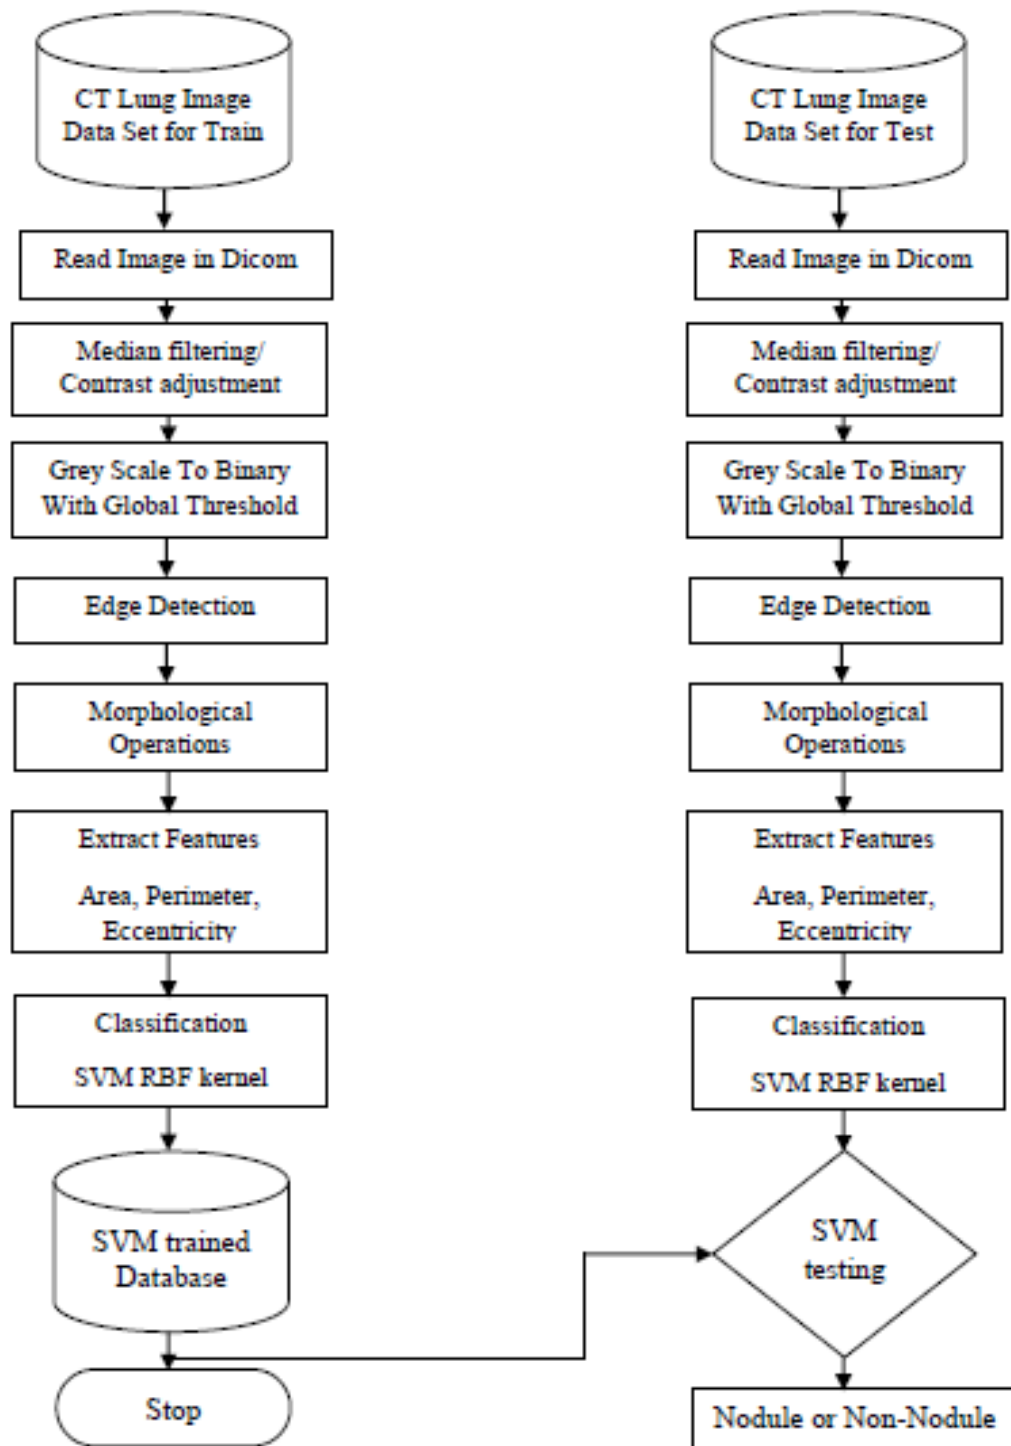 CT Lung Image
Data Set for Train
Read Image in Dicom
Median filtering/
Contrast adjustment
Grey Scale To Binary
With Global Threshold
Edge Detection
Morphological
Operations
Extract Features
Area, Perimeter,
Eccentricity
Classification
SVM RBF kernel
SVM trained
Database
Stop
CT Lung Image
Data Set for Test
Read Image in Dicom
Median filtering/
Contrast adjustment
Grey Scale To Binary
With Global Threshold
Edge Detection
Morphological
Operations
Extract Features
Area, Perimeter,
Eccentricity
Classification
SVM RBF kernel
SVM
testing
Nodule or Non-Nodule